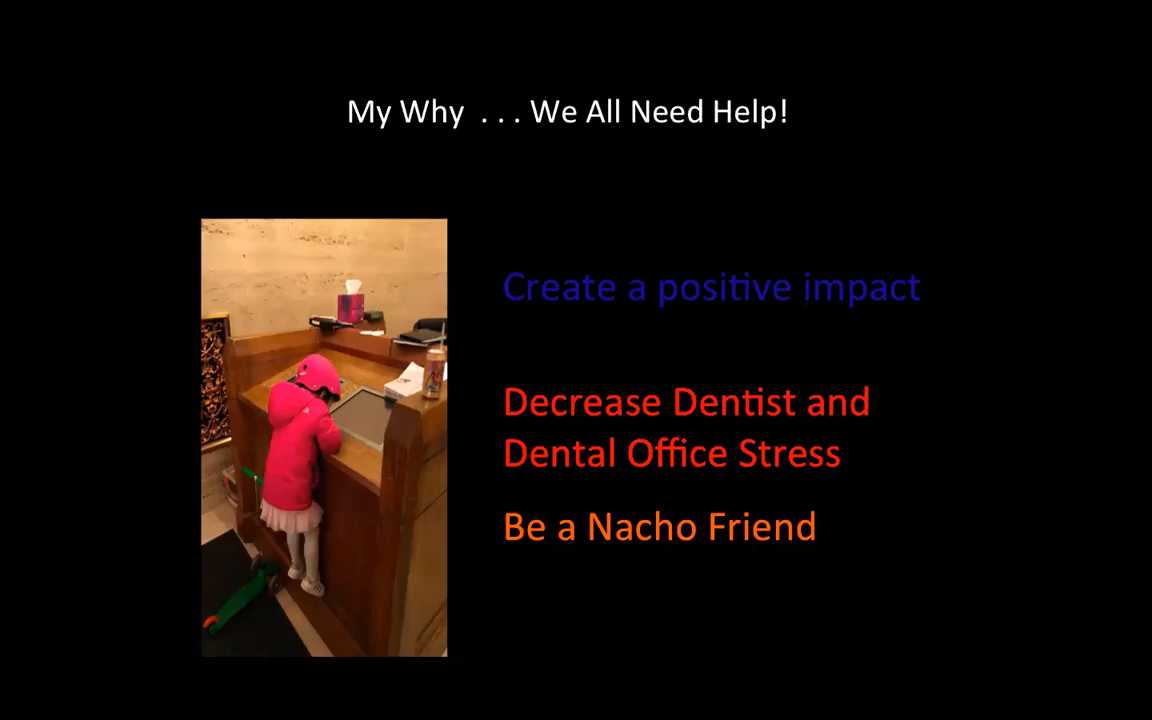 My Why . . . We All Need Help!
Create a positive impact
Decrease Dentist and
Dental Office Stress
Be a Nacho Friend